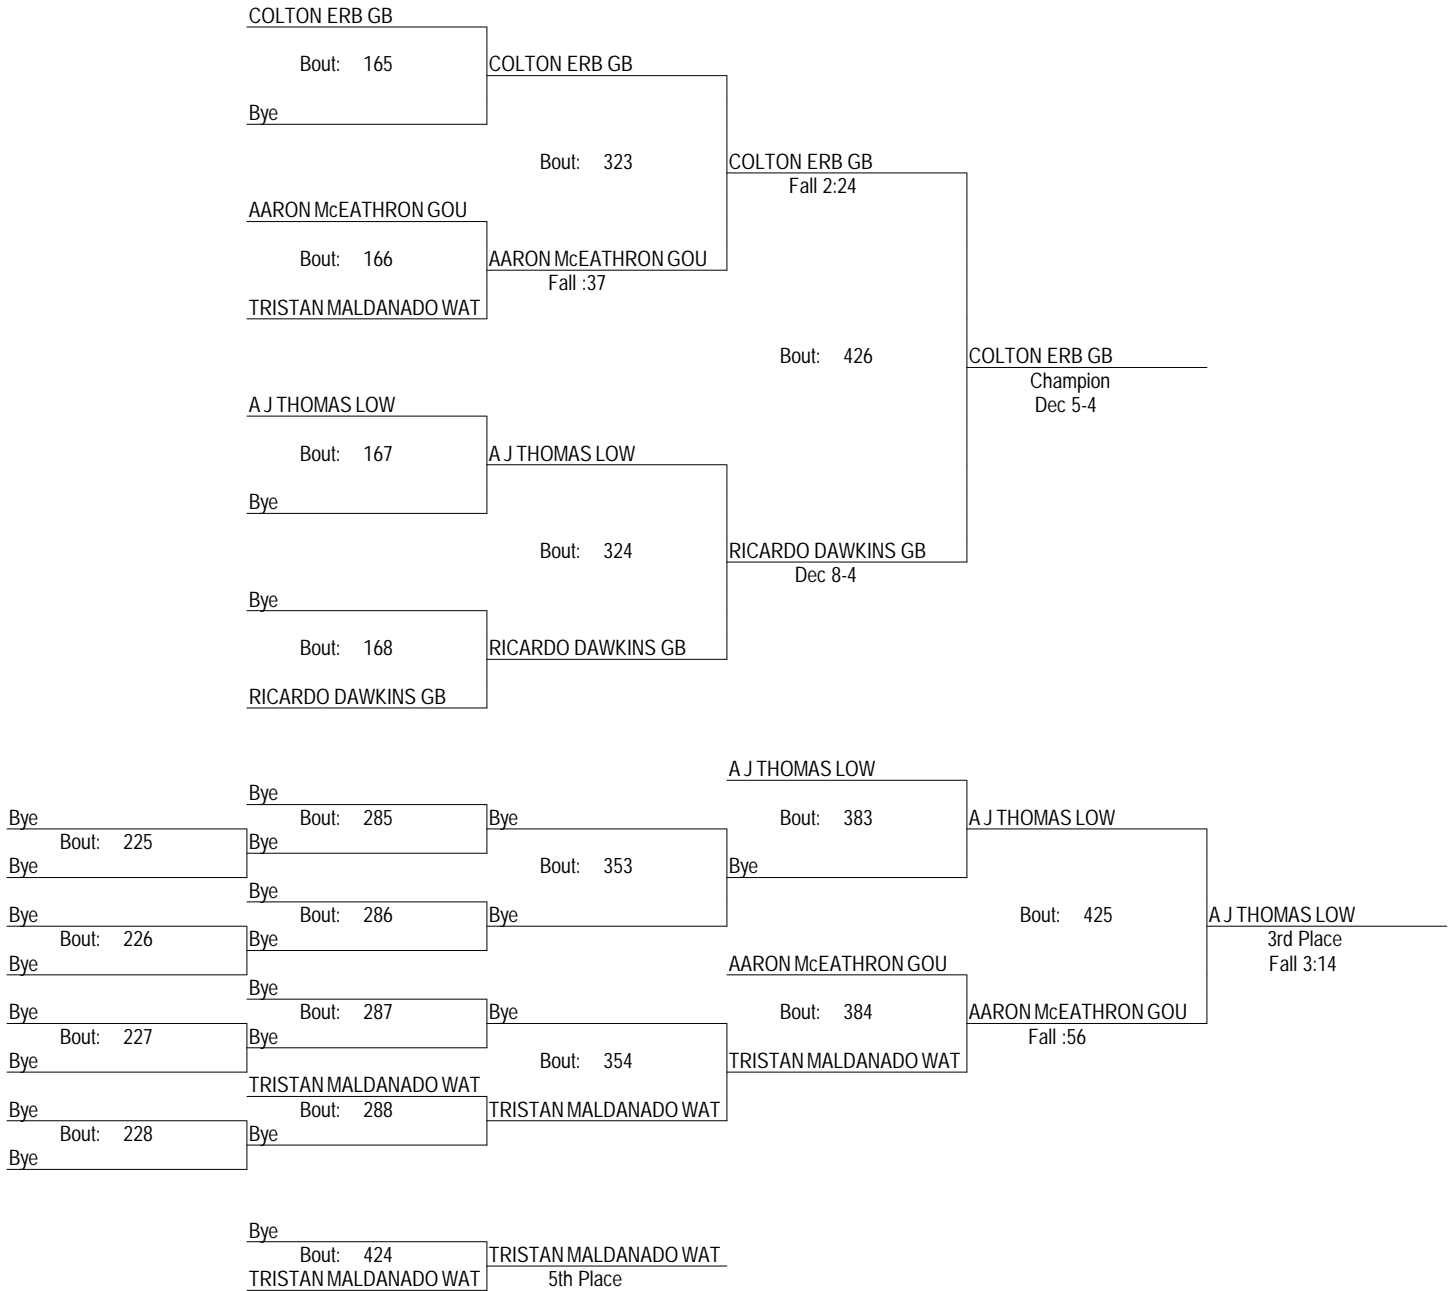 COLTON ERB GB
Bout: 165 COLTON ERB GB
Bye
Bout: 323 COLTON ERB GB
Fall 2:24
AARON McEATHRON GOU
Bout: 166 AARON McEATHRON GOU
Fall :37
TRISTAN MALDANADO WAT
Bout: 426 COLTON ERB GB
Champion
Dec 5-4
A J THOMAS LOW
Bout: 167 A J THOMAS LOW
Bye
Bout: 324 RICARDO DAWKINS GB
Dec 8-4
Bye
Bout: 168 RICARDO DAWKINS GB
RICARDO DAWKINS GB
A J THOMAS LOW
Bye
Bye Bout: 285 Bye Bout: 383 A J THOMAS LOW
Bout: 225 Bye
Bye Bout: 353 Bye
Bye
Bye Bout: 286 Bye Bout: 425 A J THOMAS LOW
Bout: 226 Bye 3rd Place
Bye AARON McEATHRON GOU Fall 3:14
Bye
Bye Bout: 287 Bye Bout: 384 AARON McEATHRON GOU
Bout: 227 Bye Fall :56
Bye Bout: 354 TRISTAN MALDANADO WAT
TRISTAN MALDANADO WAT
Bye Bout: 288 TRISTAN MALDANADO WAT
Bout: 228 Bye
Bye
Bye
Bout: 424 TRISTAN MALDANADO WAT
TRISTAN MALDANADO WAT 5th Place